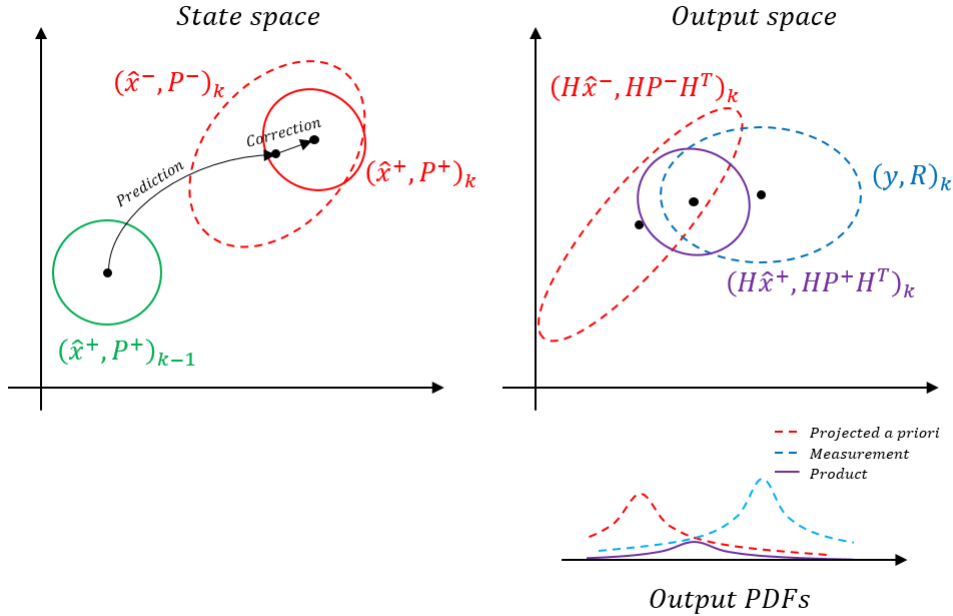 State space
Output space
(x̂⁻, P⁻)ₖ
(Hx̂⁻, HP⁻Hᵀ)ₖ
Correction
Prediction
(x̂⁺, P⁺)ₖ
(y, R)ₖ
(Hx̂⁺, HP⁺Hᵀ)ₖ
(x̂⁺, P⁺)ₖ₋₁
Projected a priori
Measurement
Product
Output PDFs